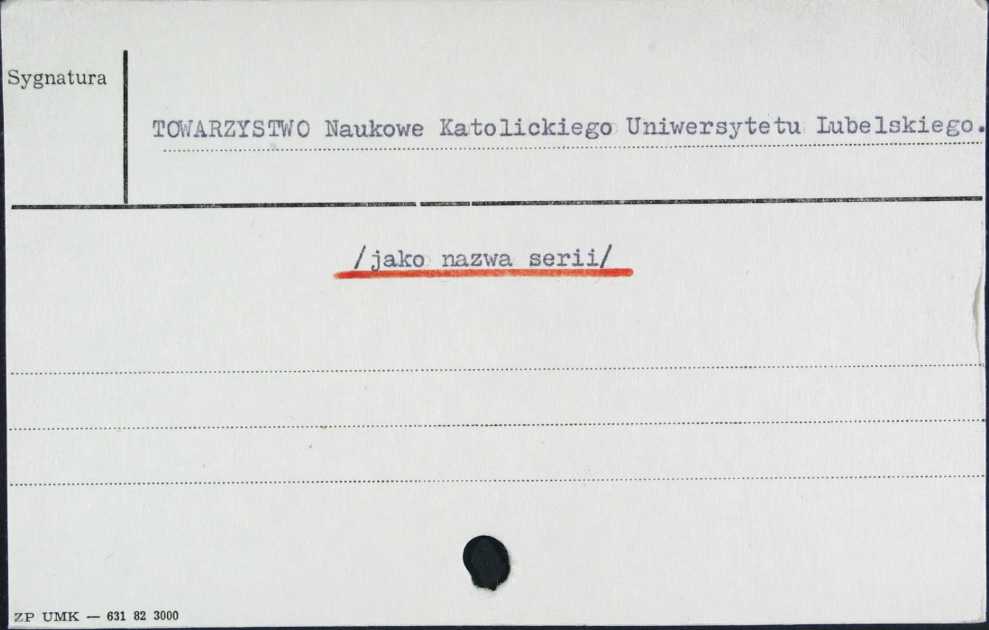 Sygnatura
TOWARZYSTWO Naukowe Katolickiego Uniwersytetu Lubelskiego.
/jako nazwa serii/
ZP UMK — 631 82 3000